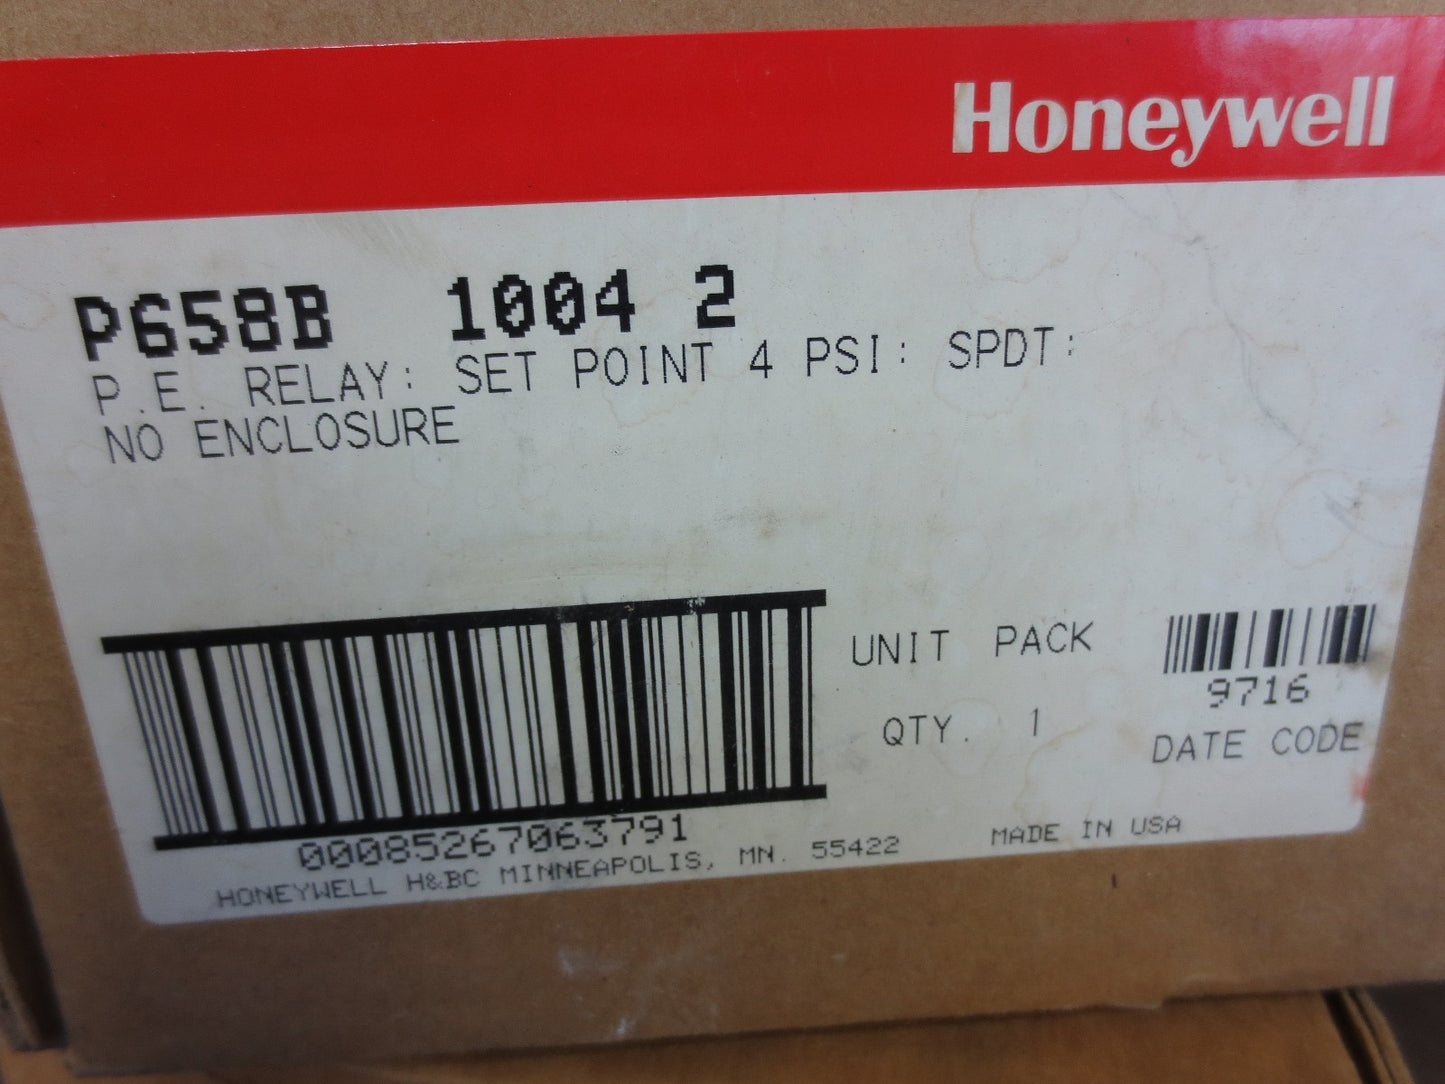 Honeywell
P658B 1004 2
P.E. RELAY: SET POINT 4 PSI: SPDT:
NO ENCLOSURE
UNIT PACK
QTY. 1
9716
DATE CODE
00085267063791
HONEYWELL H&BC MINNEAPOLIS, MN. 55422 MADE IN USA